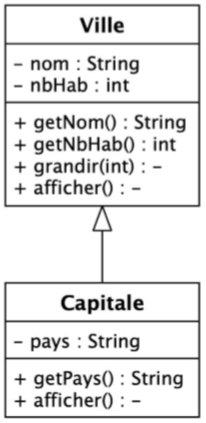 Ville
- nom : String
- nbHab : int
+ getNom() : String
+ getNbHab() : int
+ grandir(int) : -
+ afficher() : -
Capitale
- pays : String
+ getPays() : String
+ afficher() : -